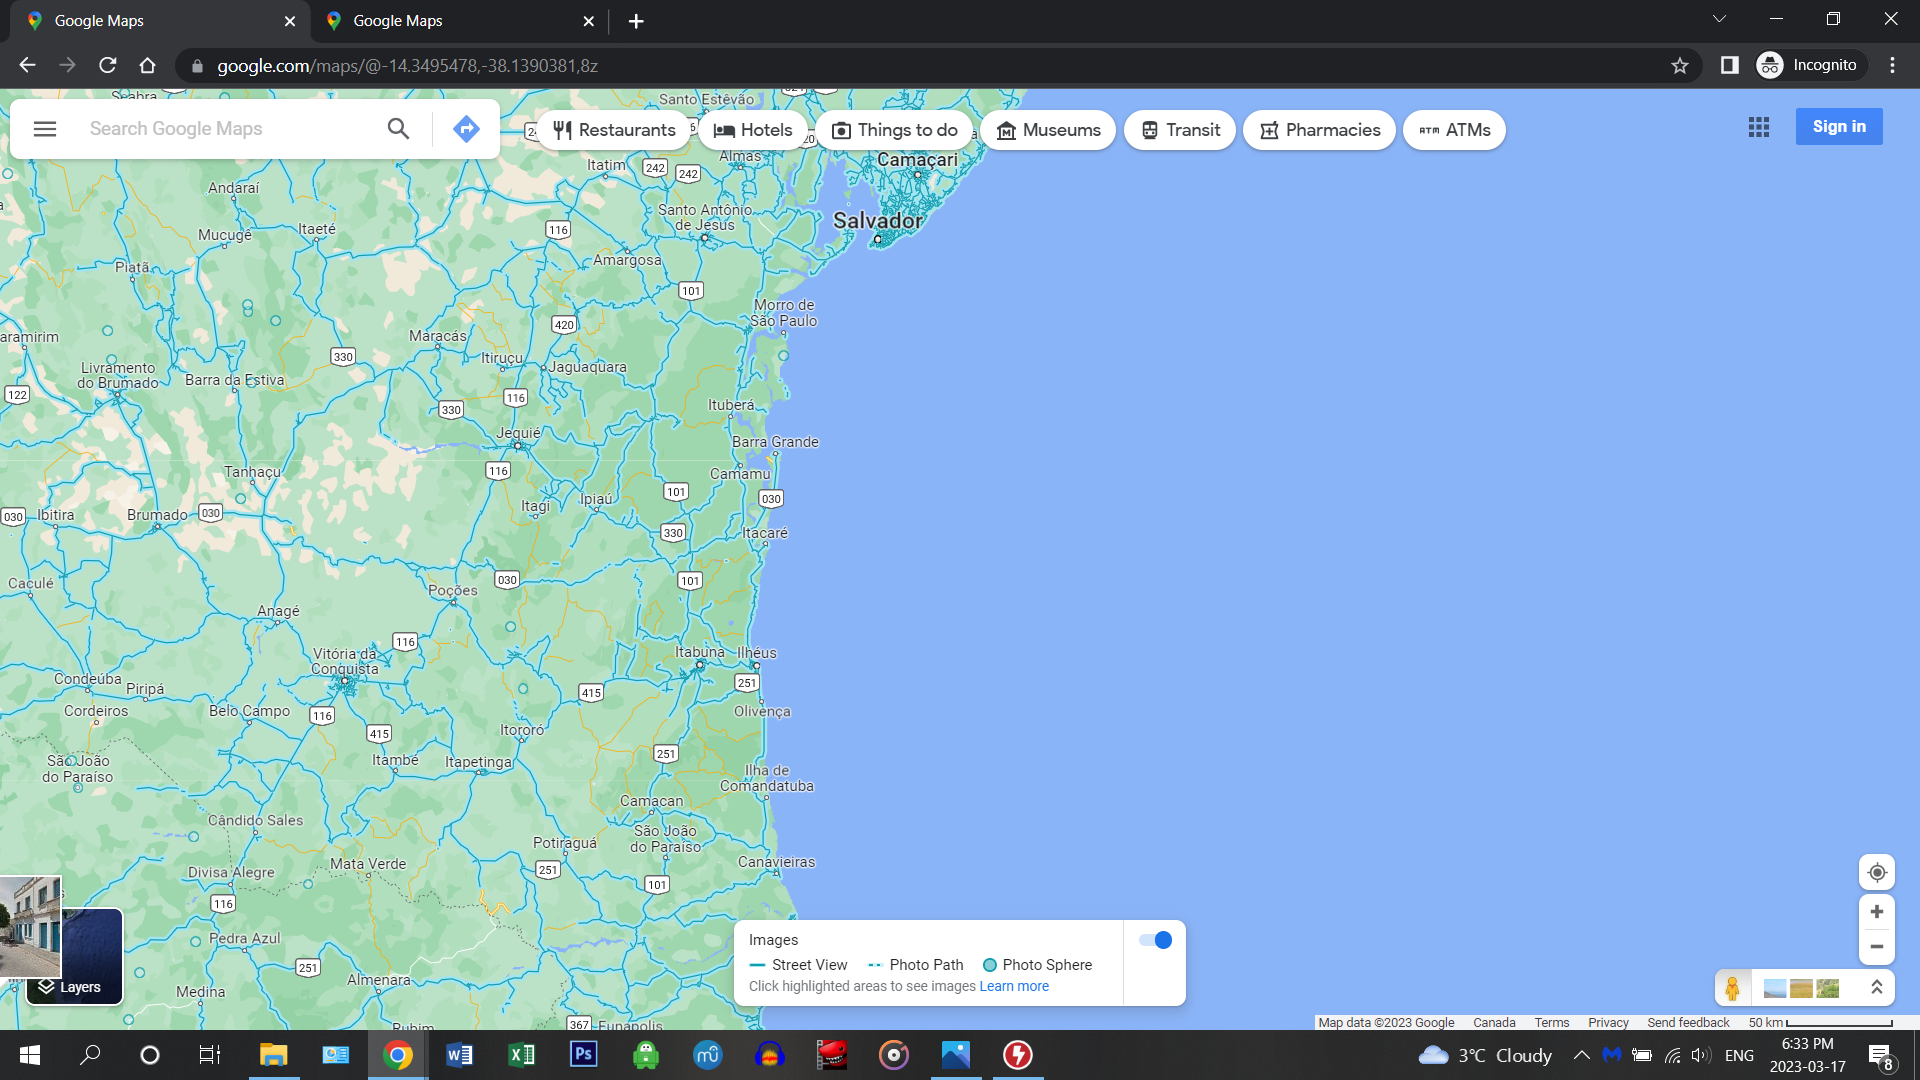 Google Maps
Google Maps
google.com/maps/@-14.3495478,-38.1390381,8z
Incognito
Search Google Maps
Restaurants
Hotels
Things to do
Museums
Transit
Pharmacies
ATMs
Sign in
Seabra
Santo Estêvão
Itatim
242
242
Almas
Camaçari
Andaraí
Santo Antônio
de Jesus
Salvador
Mucugê
Itaeté
116
Amargosa
Platã
101
Morro de
São Paulo
aramirim
Maracás
420
330
Itiruçu
Jaguaquara
Livramento
do Brumado
Barra da Estiva
122
116
330
Ituberá
Jequié
Barra Grande
Tanhaçu
116
Camamu
101
030
Itagi
Ipiaú
030
Ibitira
Brumado
030
330
Itacaré
Caculé
030
101
Poções
Anagé
116
Vitória da
Conquista
Itabuna
Ilhéus
Condeúba
Piripá
415
251
Cordeiros
Belo Campo
116
Olivença
415
Itororó
São João
do Paraíso
Itambé
Itapetinga
251
Ilha de
Comandatuba
Camacan
Cândido Sales
São João
do Paraíso
Potiraguá
Mata Verde
251
Canavieiras
Divisa Alegre
101
116
Pedra Azul
251
Almenara
Medina
Rubim
367
Eunápolis
Layers
Images
Street View
Photo Path
Photo Sphere
Click highlighted areas to see images Learn more
Map data ©2023 Google
Canada
Terms
Privacy
Send feedback
50 km
3°C Cloudy
ENG
6:33 PM
2023-03-17
8